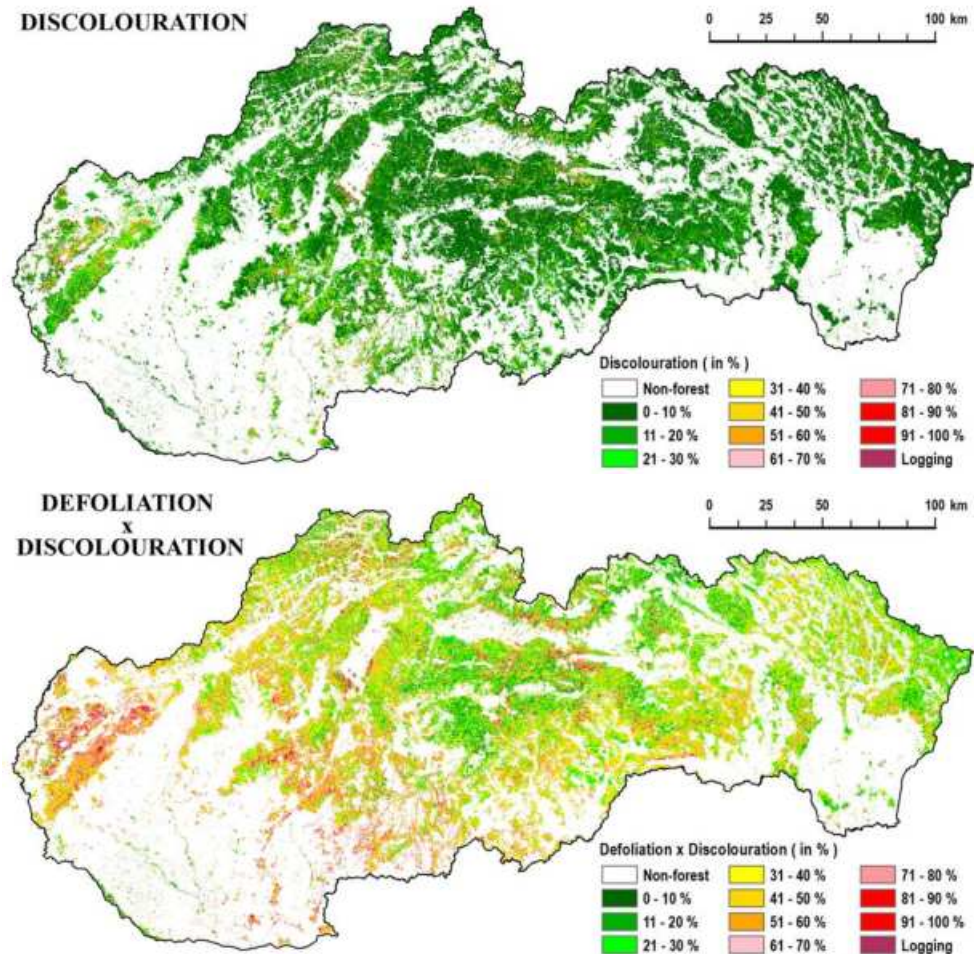 DISCOLOURATION
0 25 50 100 km
Discolouration ( in % )
Non-forest 31 - 40 % 71 - 80 %
0 - 10 % 41 - 50 % 81 - 90 %
11 - 20 % 51 - 60 % 91 - 100 %
21 - 30 % 61 - 70 % Logging
DEFOLIATION
x
DISCOLOURATION
0 25 50 100 km
Defoliation x Discolouration ( in % )
Non-forest 31 - 40 % 71 - 80 %
0 - 10 % 41 - 50 % 81 - 90 %
11 - 20 % 51 - 60 % 91 - 100 %
21 - 30 % 61 - 70 % Logging